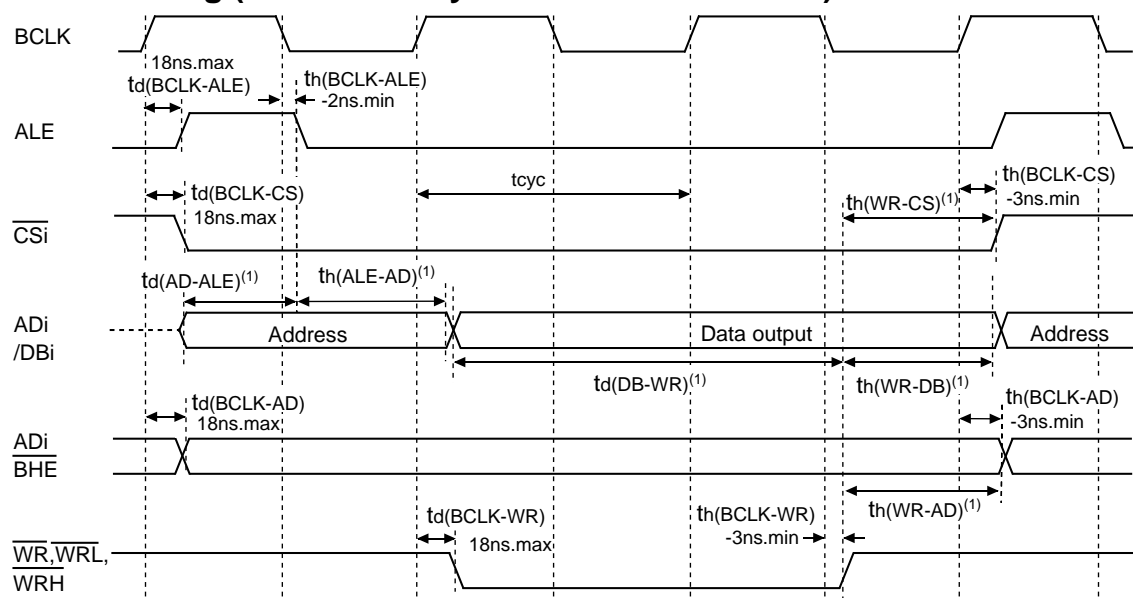 BCLK
18ns.max
td(BCLK-ALE)
th(BCLK-ALE)
-2ns.min
ALE
td(BCLK-CS)
18ns.max
tcyc
th(BCLK-CS)
-3ns.min
th(WR-CS)(1)
CSi
td(AD-ALE)(1)
th(ALE-AD)(1)
ADi
/DBi
Address
Data output
Address
td(DB-WR)(1)
th(WR-DB)(1)
td(BCLK-AD)
18ns.max
th(BCLK-AD)
-3ns.min
ADi
BHE
th(WR-AD)(1)
td(BCLK-WR)
18ns.max
th(BCLK-WR)
-3ns.min
WR,WRL,
WRH